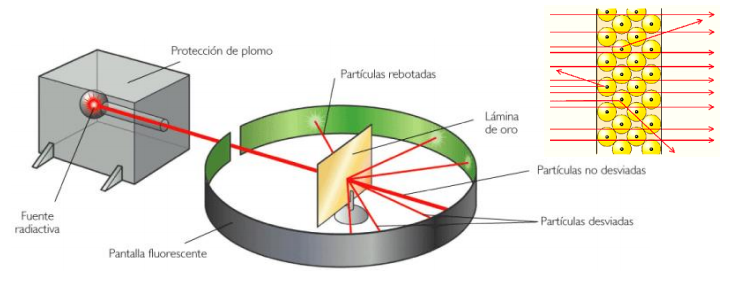 Protección de plomo
Partículas rebotadas
Lámina
de oro
Partículas no desviadas
Partículas desviadas
Fuente
radiactiva
Pantalla fluorescente